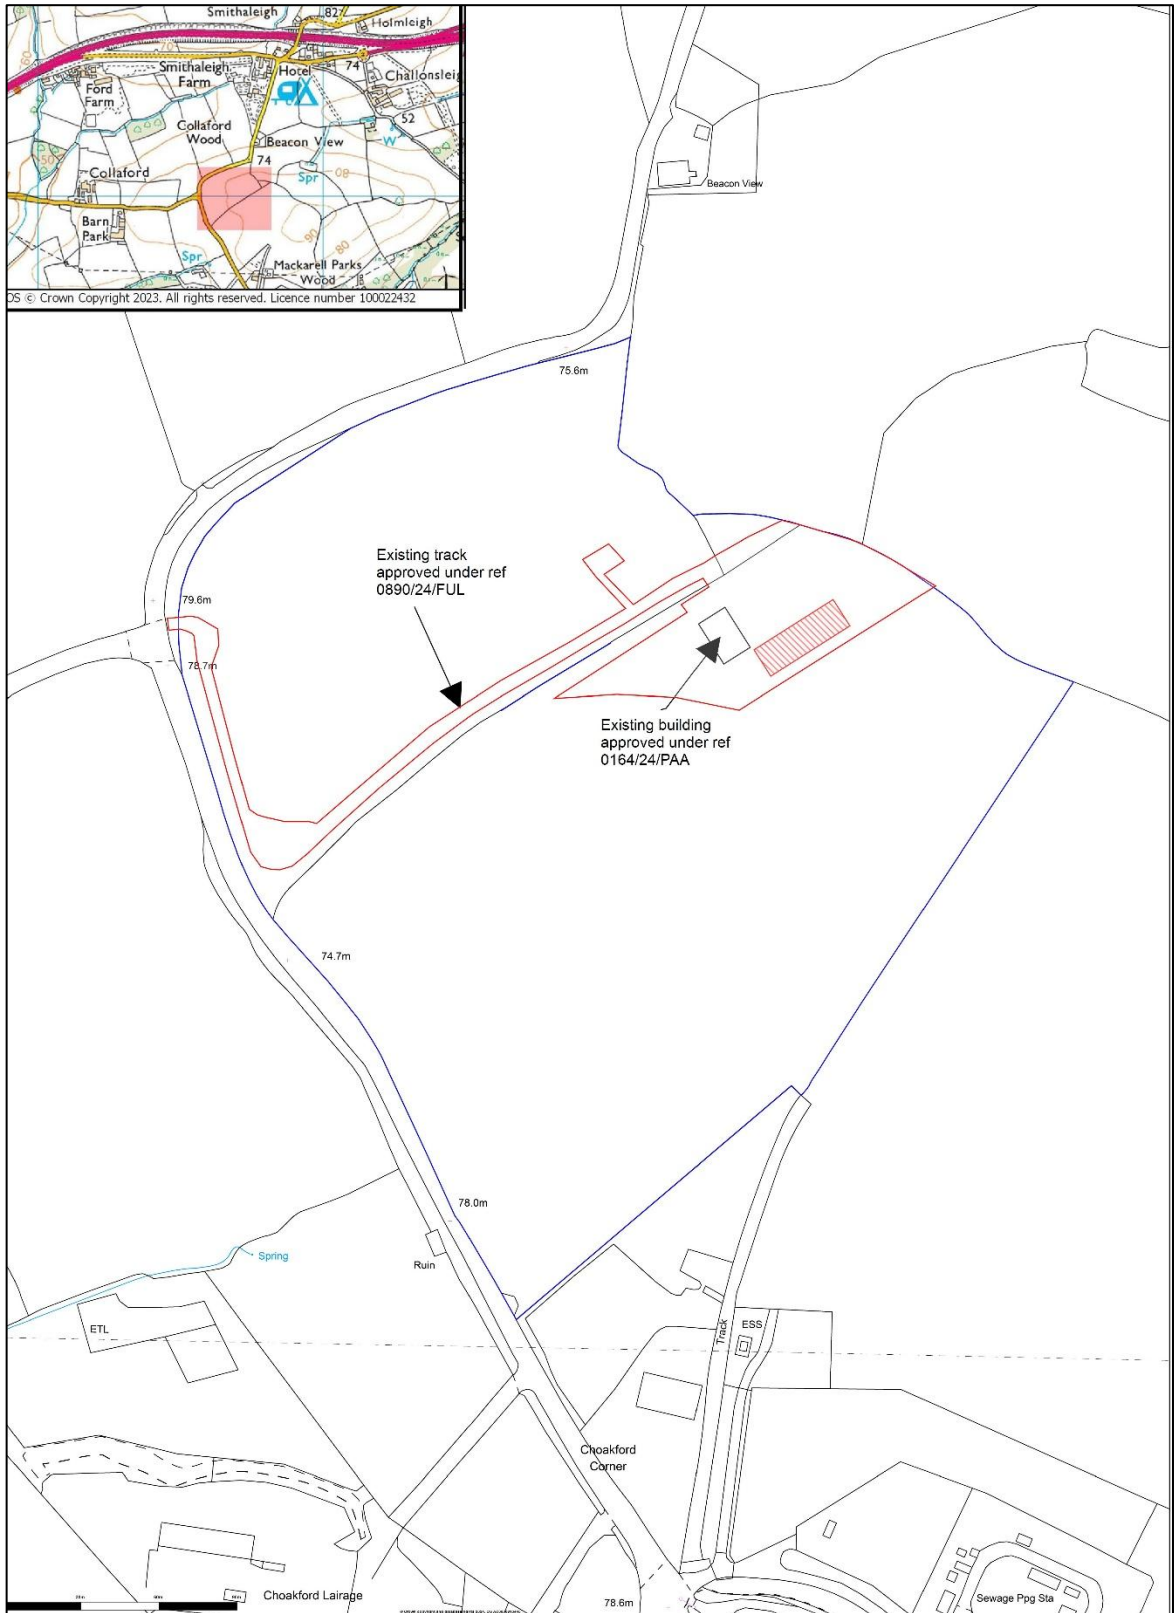 Smithaleigh
82
Holmleigh
60
70
Smithaleigh
Farm
Hotel
74
Challonsleig
Ford
Farm
52
Collaford
Wood
W
Beacon View
50
74
Collaford
Spr
80
Barn
Park
90
80
Spr
Mackarell Parks
Wood
OS © Crown Copyright 2023. All rights reserved. Licence number 100022432
Beacon View
75.6m
Existing track
approved under ref
0890/24/FUL
79.6m
78.7m
Existing building
approved under ref
0164/24/PAA
74.7m
78.0m
Spring
Ruin
ETL
Track
ESS
Choakford
Corner
Choakford Lairage
78.6m
Sewage Ppg Sta